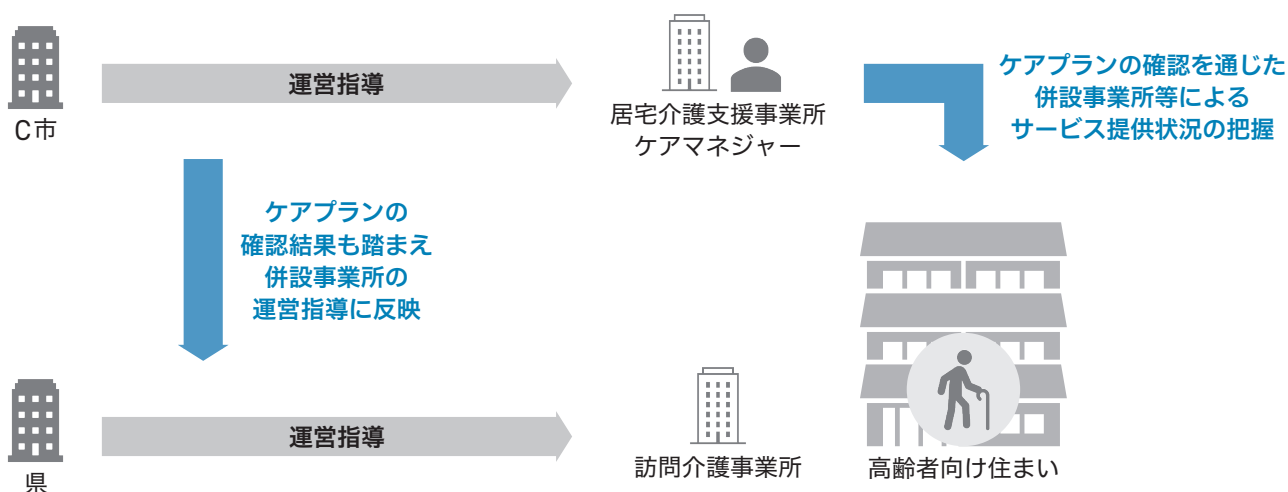 C市
運営指導
居宅介護支援事業所
ケアマネジャー
ケアプランの確認を通じた
併設事業所等による
サービス提供状況の把握
ケアプランの
確認結果も踏まえ
併設事業所の
運営指導に反映
県
運営指導
訪問介護事業所
高齢者向け住まい